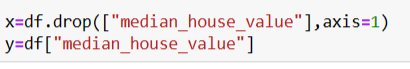 x=df.drop(["median_house_value"],axis=1)
y=df["median_house_value"]